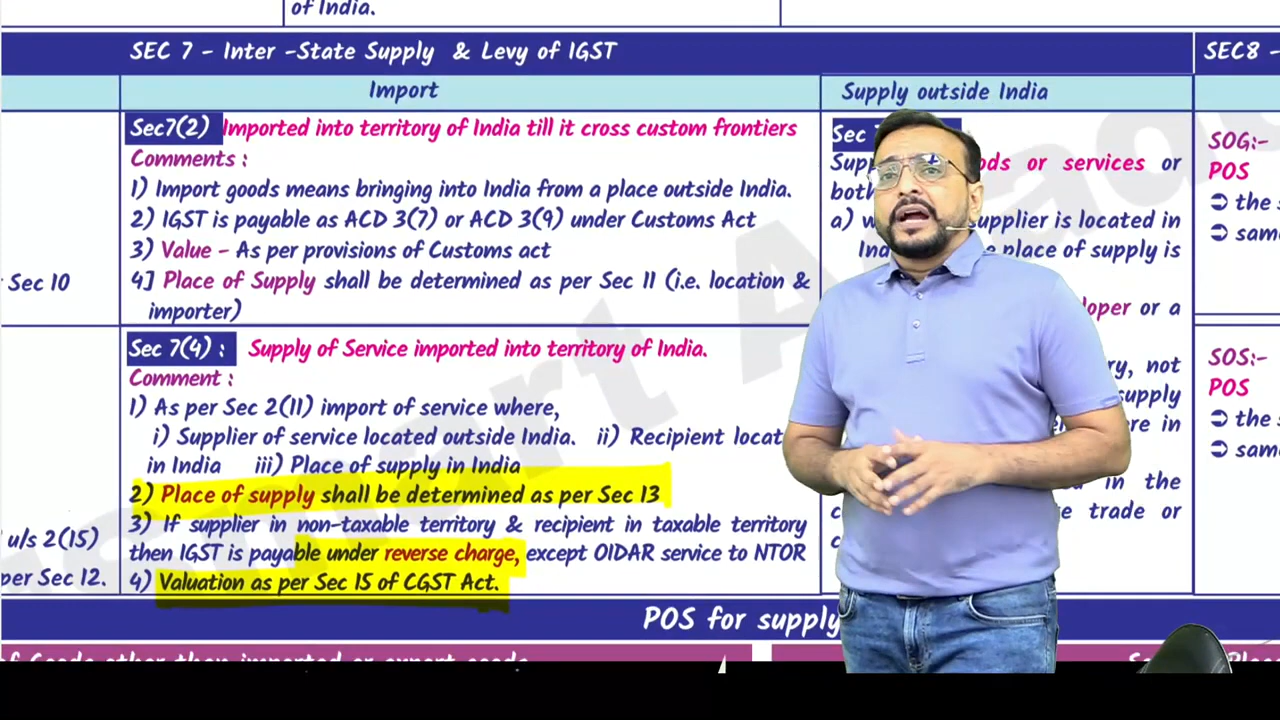 of India.
SEC 7 - Inter -State Supply & Levy of IGST
SEC8 -
Import
Supply outside India
Sec7(2) Imported into territory of India till it cross custom frontiers
Comments :
1) Import goods means bringing into India from a place outside India.
2) IGST is payable as ACD 3(7) or ACD 3(9) under Customs Act
3) Value - As per provisions of Customs act
4] Place of Supply shall be determined as per Sec 11 (i.e. location &
importer)
Sec 10
Sec 7(4) : Supply of Service imported into territory of India.
Comment :
1) As per Sec 2(11) import of service where,
i) Supplier of service located outside India. ii) Recipient locat
in India iii) Place of supply in India
2) Place of supply shall be determined as per Sec 13
3) If supplier in non-taxable territory & recipient in taxable territory
then IGST is payable under reverse charge, except OIDAR service to NTOR
4) Valuation as per Sec 15 of CGST Act.
u/s 2(15)
per Sec 12.
Sec
or services or
both
a) supplier is located in
place of supply is
or a
not
supply
in
in the
trade or
SOG:-
POS
➲ the s
➲ same
SOS:-
POS
➲ the s
➲ same
POS for supply
of Goods other than imported or export goods